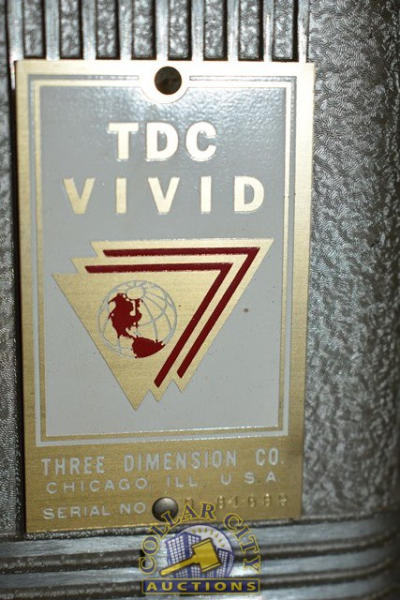 TDC
VIVID
THREE DIMENSION CO.
CHICAGO ILL. U.S.A
SERIAL NO
COLLAR CITY
AUCTIONS